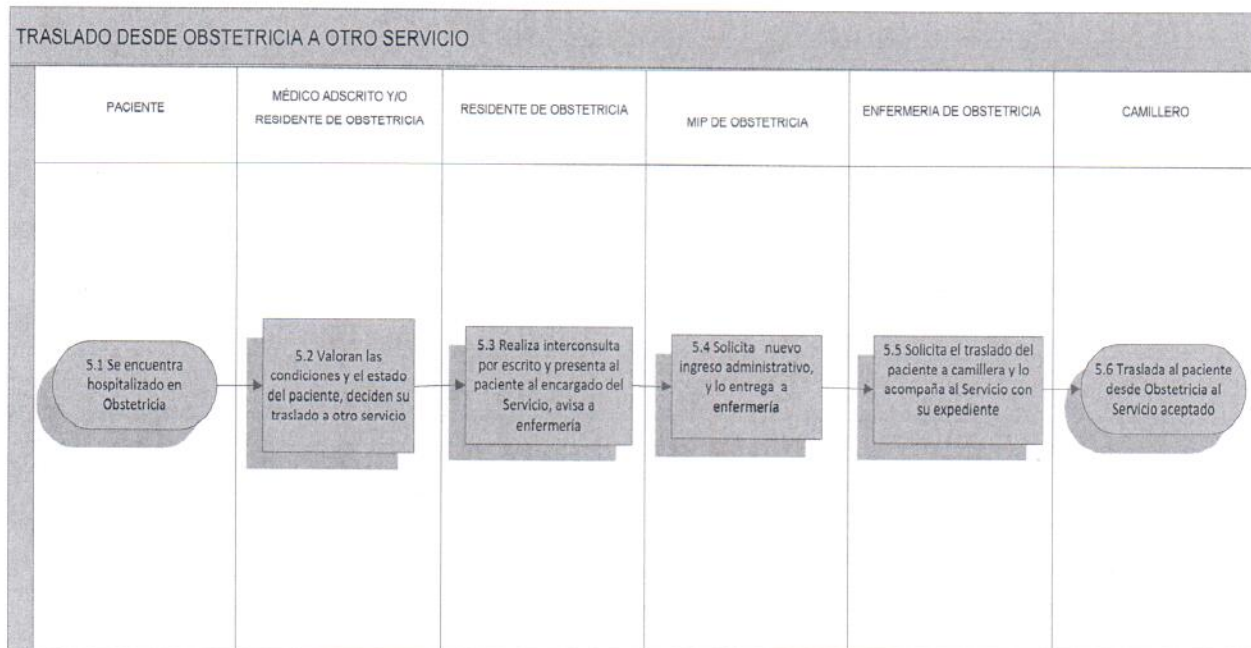 TRASLADO DESDE OBSTETRICIA A OTRO SERVICIO
PACIENTE
MÉDICO ADSCRITO Y/O
RESIDENTE DE OBSTETRICIA
RESIDENTE DE OBSTETRICIA
MIP DE OBSTETRICIA
ENFERMERIA DE OBSTETRICIA
CAMILLERO
5.1 Se encuentra
hospitalizado en
Obstetricia
5.2 Valoran las
condiciones y el estado
del paciente, deciden su
traslado a otro servicio
5.3 Realiza interconsulta
por escrito y presenta al
paciente al encargado del
Servicio, avisa a
enfermería
5.4 Solicita nuevo
ingreso administrativo,
y lo entrega a
enfermería
5.5 Solicita el traslado del
paciente a camillera y lo
acompaña al Servicio con
su expediente
5.6 Traslada al paciente
desde Obstetricia al
Servicio aceptado